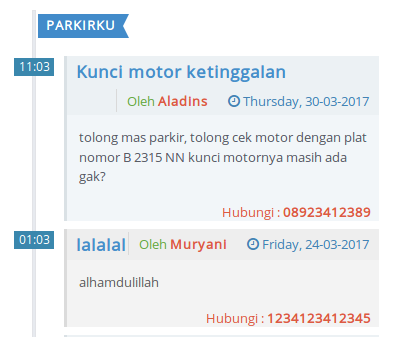 PARKIRKU
11:03
Kunci motor ketinggalan
Oleh AladIns Thursday, 30-03-2017
tolong mas parkir, tolong cek motor dengan plat
nomor B 2315 NN kunci motornya masih ada
gak?
Hubungi : 08923412389
01:03
lalalal Oleh MuryanI Friday, 24-03-2017
alhamdulillah
Hubungi : 1234123412345